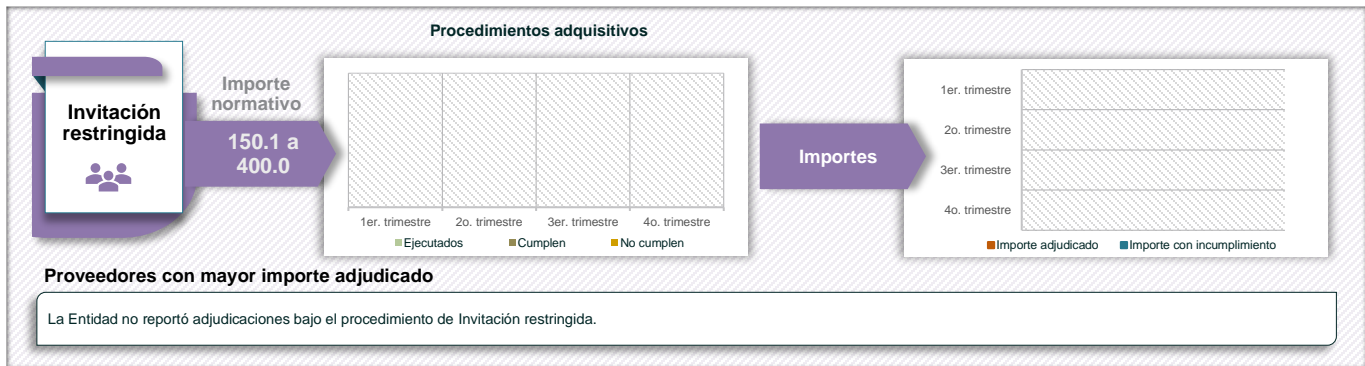 Procedimientos adquisitivos
Invitación
restringida
Importe
normativo
150.1 a
400.0
1er. trimestre
2o. trimestre
3er. trimestre
4o. trimestre
Ejecutados
Cumplen
No cumplen
Importes
1er. trimestre
2o. trimestre
3er. trimestre
4o. trimestre
Importe adjudicado
Importe con incumplimiento
Proveedores con mayor importe adjudicado
La Entidad no reportó adjudicaciones bajo el procedimiento de Invitación restringida.